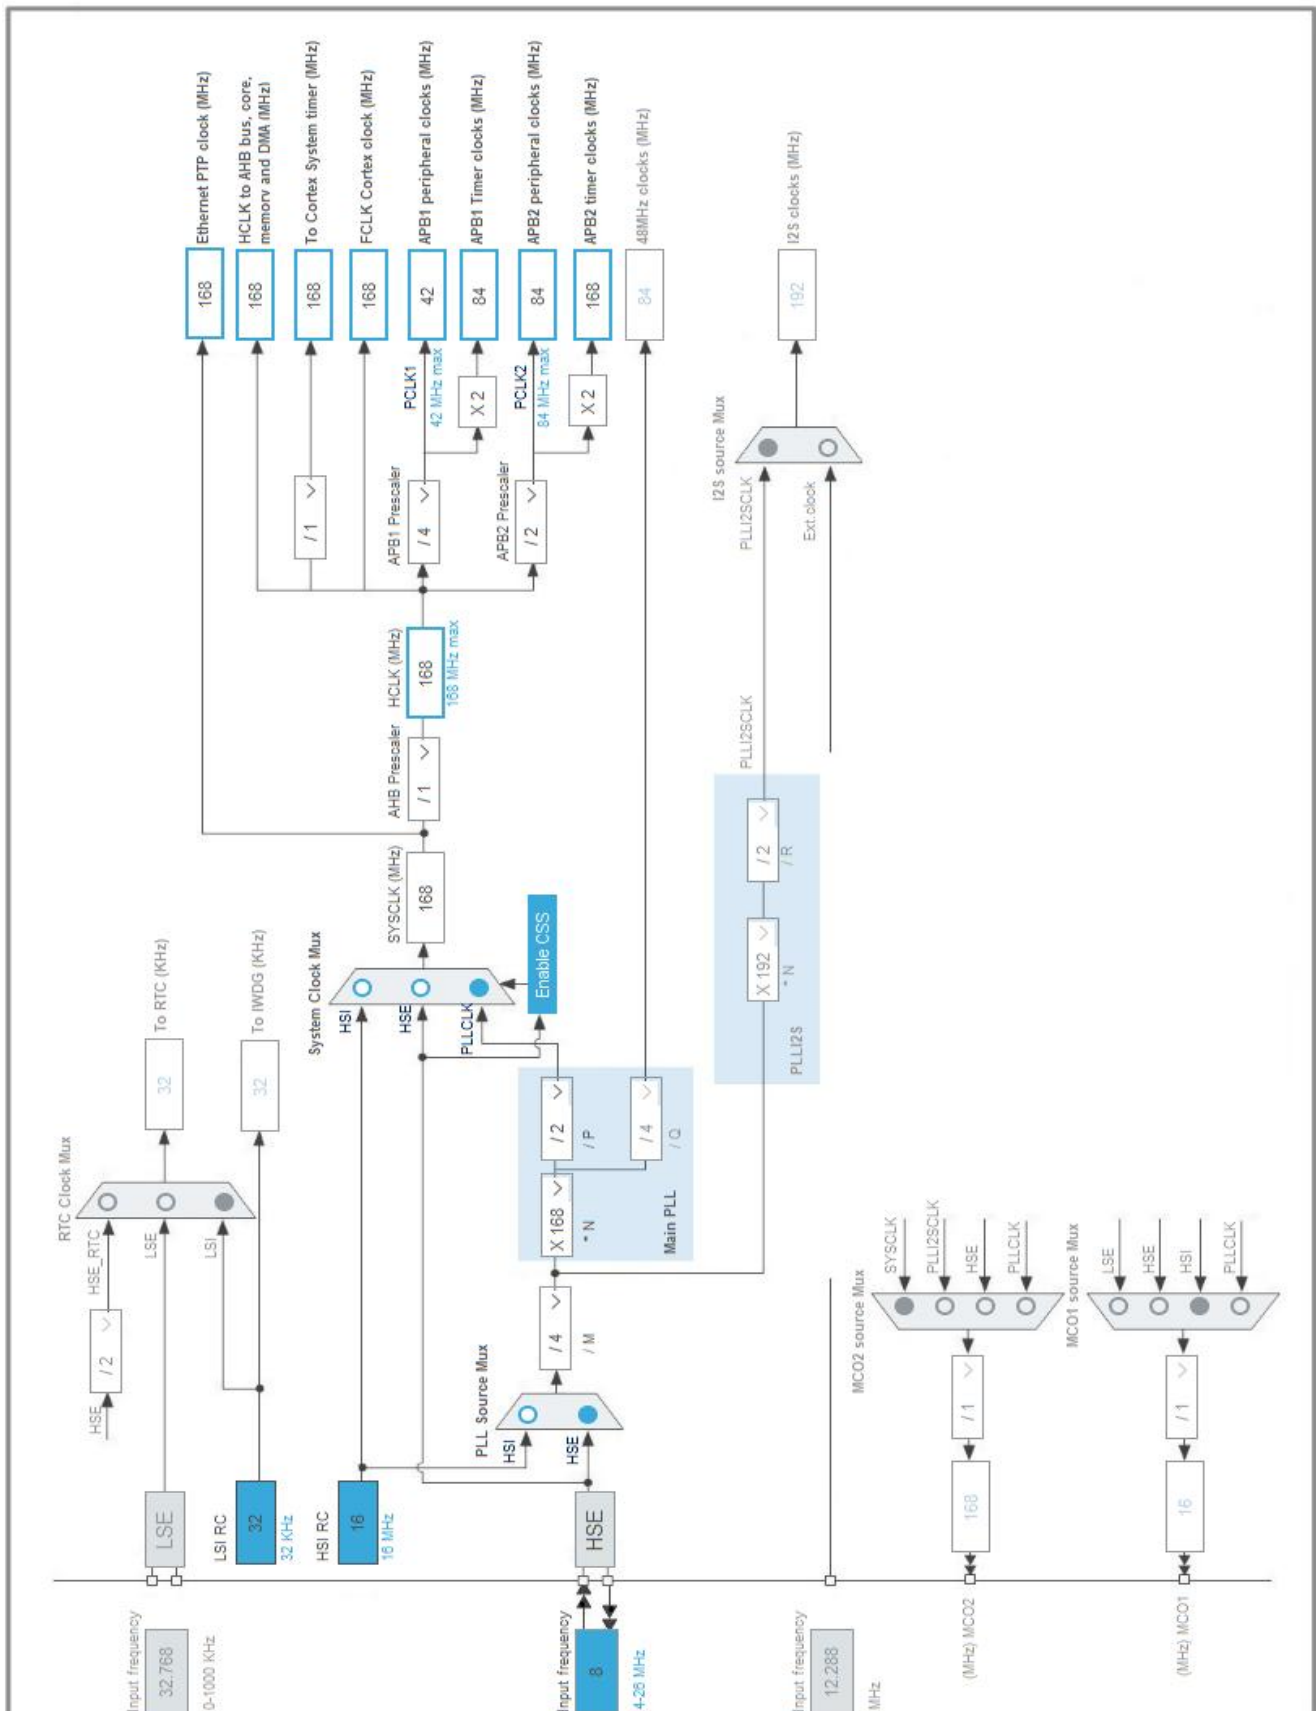 Input frequency
32.768
0-1000 KHz
LSE
HSE
/ 2
HSE_RTC
LSE
LSI
RTC Clock Mux
32
To RTC (KHz)
LSI RC
32
32 KHz
32
To IWDG (KHz)
HSI RC
16
16 MHz
Input frequency
8
4-26 MHz
HSE
PLL Source Mux
HSI
HSE
/ 4
/ M
X 168
* N
/ 2
/ P
/ 4
/ Q
Main PLL
System Clock Mux
HSI
HSE
PLLCLK
Enable CSS
SYSCLK (MHz)
168
AHB Prescaler
/ 1
HCLK (MHz)
168
168 MHz max
/ 1
APB1 Prescaler
/ 4
PCLK1
42 MHz max
X 2
APB2 Prescaler
/ 2
PCLK2
84 MHz max
X 2
168
Ethernet PTP clock (MHz)
168
HCLK to AHB bus, core,
memory and DMA (MHz)
168
To Cortex System timer (MHz)
168
FCLK Cortex clock (MHz)
42
APB1 peripheral clocks (MHz)
84
APB1 Timer clocks (MHz)
84
APB2 peripheral clocks (MHz)
168
APB2 timer clocks (MHz)
84
48MHz clocks (MHz)
X 192
* N
/ 2
/ R
PLLI2S
PLLI2SCLK
PLLI2SCLK
Ext.clock
I2S source Mux
192
I2S clocks (MHz)
Input frequency
12.288
MHz
MCO2 source Mux
SYSCLK
PLLI2SCLK
HSE
PLLCLK
/ 1
168
(MHz) MCO2
MCO1 source Mux
LSE
HSE
HSI
PLLCLK
/ 1
16
(MHz) MCO1